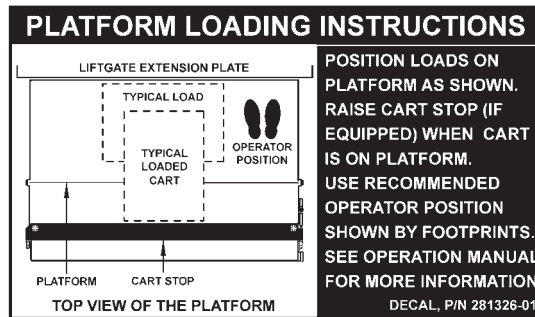 PLATFORM LOADING INSTRUCTIONS
LIFTGATE EXTENSION PLATE
TYPICAL LOAD
TYPICAL
LOADED
CART
OPERATOR
POSITION
PLATFORM
CART STOP
TOP VIEW OF THE PLATFORM
POSITION LOADS ON
PLATFORM AS SHOWN.
RAISE CART STOP (IF
EQUIPPED) WHEN CART
IS ON PLATFORM.
USE RECOMMENDED
OPERATOR POSITION
SHOWN BY FOOTPRINTS.
SEE OPERATION MANUAL
FOR MORE INFORMATION
DECAL, P/N 281326-01